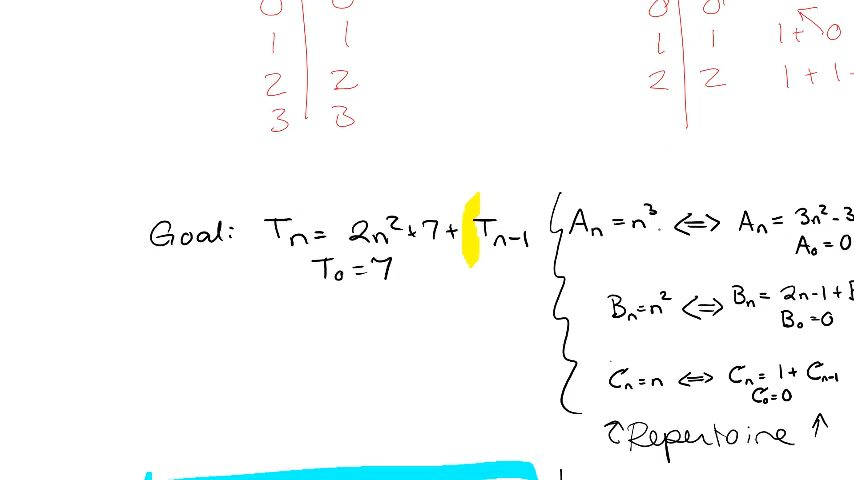 0 0
1 1
2 2
3 3
0 0
1 1 1+ 0
2 2 1 + 1
Goal: Tn = 2n² + 7 + Tn-1
T0 = 7
An = n³ <=> An = 3n² - 3
A0 = 0
Bn = n² <=> Bn = 2n-1 +
B0 = 0
Cn = n <=> Cn = 1 + Cn-1
C0 = 0
↑ Repertoire ↑